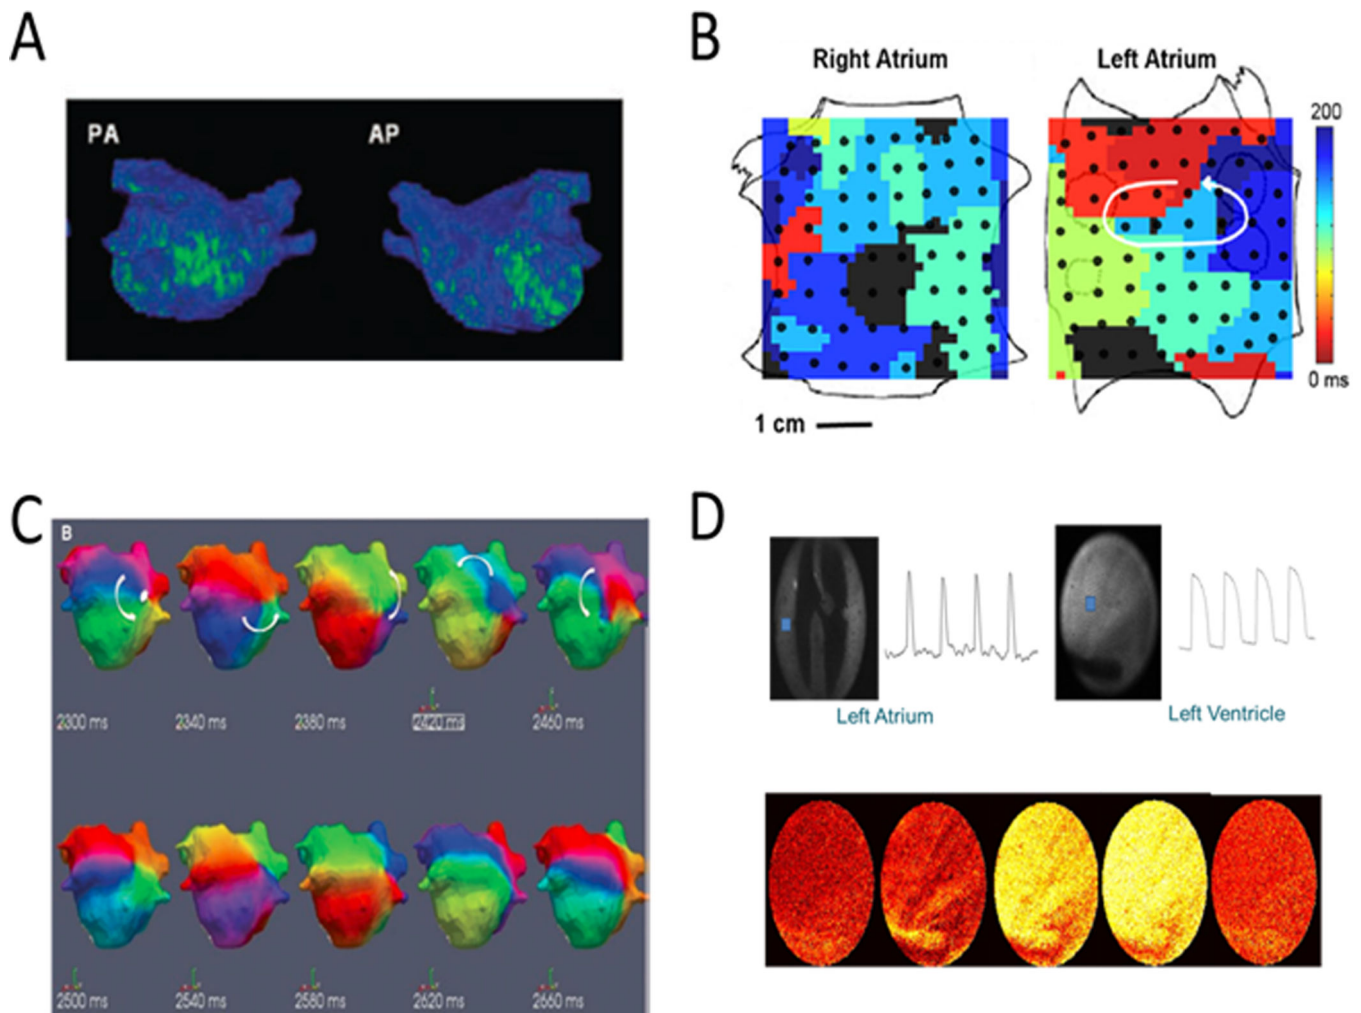 A
PA
AP
B
Right Atrium
Left Atrium
200
0 ms
1 cm
C
B
2300 ms
2340 ms
2380 ms
2420 ms
2460 ms
2500 ms
2540 ms
2580 ms
2620 ms
2660 ms
D
Left Atrium
Left Ventricle